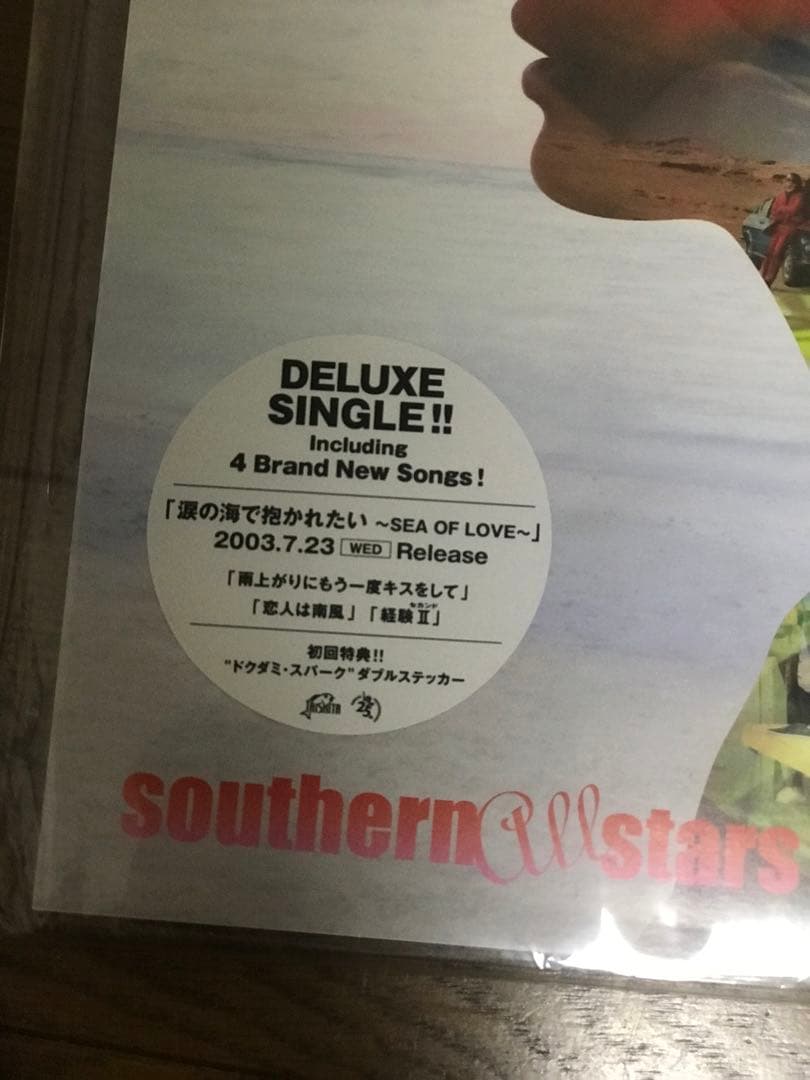 DELUXE
SINGLE!!
Including
4 Brand New Songs!
「涙の海で抱かれたい 〜SEA OF LOVE〜」
2003.7.23 WED Release
「雨上がりにもう一度キスをして」
「恋人は南風」「経験Ⅱ」
セカンド
初回特典!!
"ドクダミ・スパーク"ダブルステッカー
TAISHITA
southern All stars